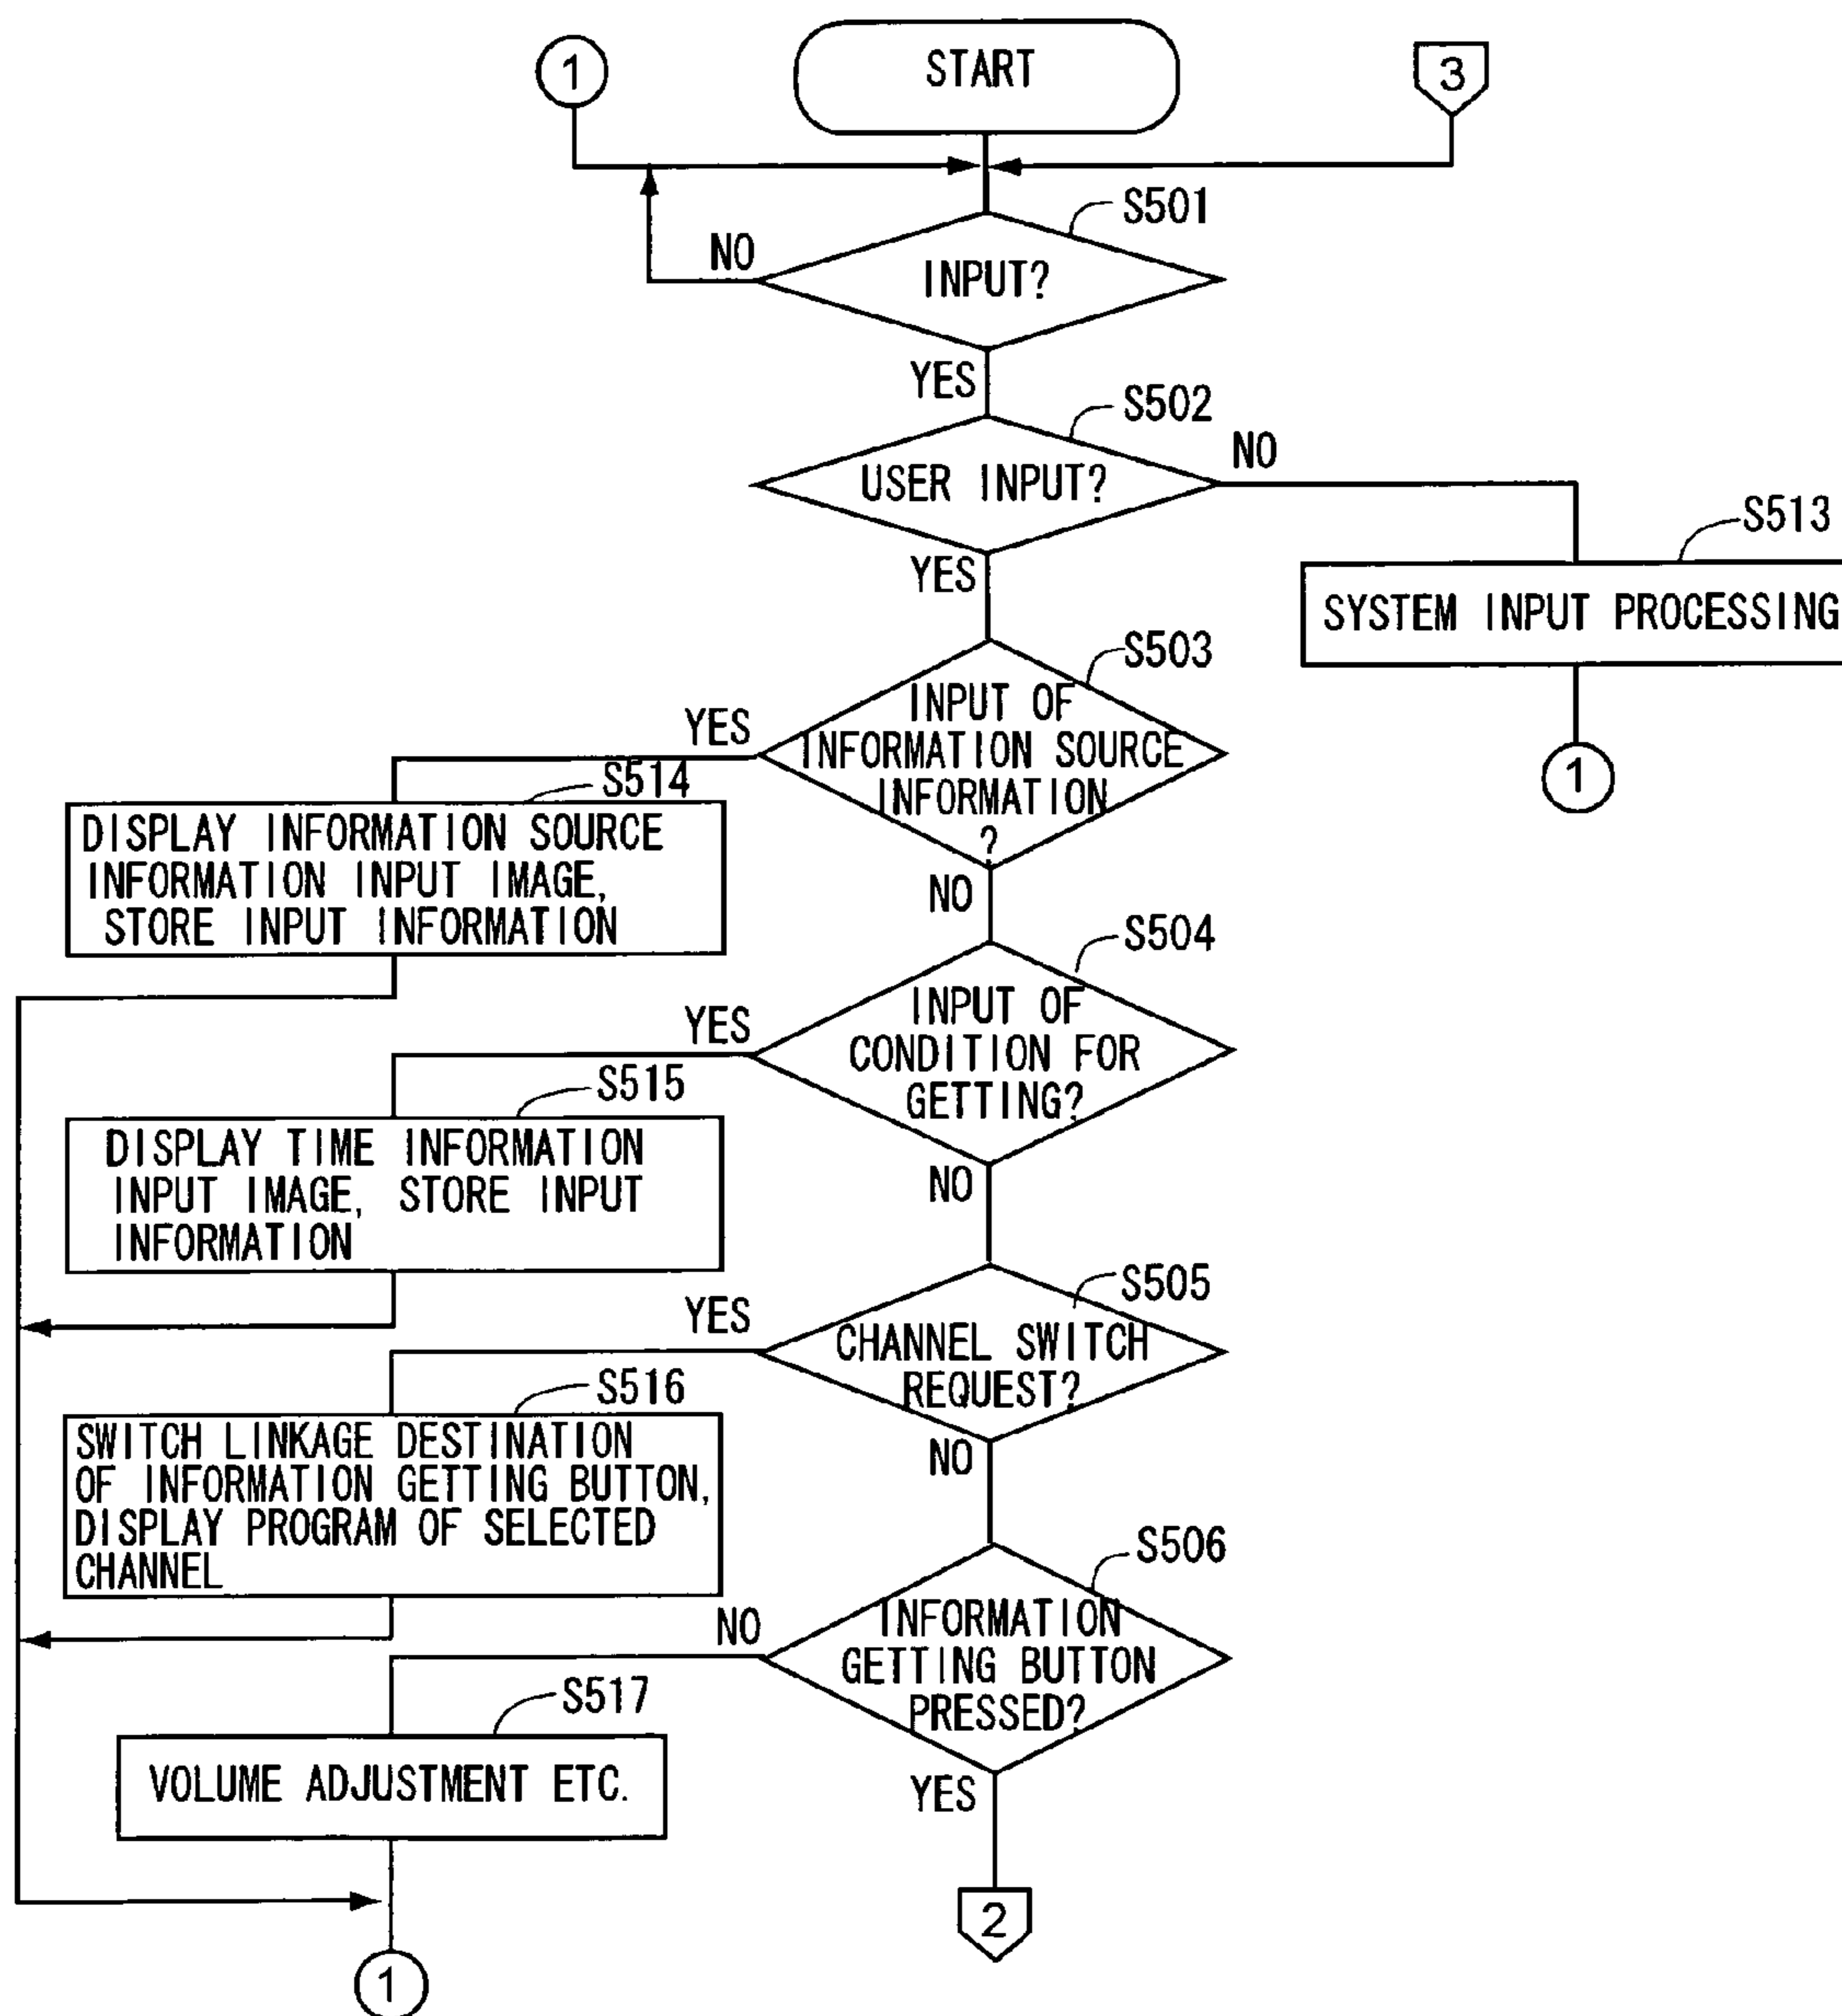 1
START
3
S501
NO
INPUT?
YES
S502
NO
USER INPUT?
S513
YES
SYSTEM INPUT PROCESSING
S503
INPUT OF
INFORMATION SOURCE
INFORMATION
?
YES
1
S514
DISPLAY INFORMATION SOURCE
INFORMATION INPUT IMAGE,
STORE INPUT INFORMATION
NO
S504
INPUT OF
CONDITION FOR
GETTING?
YES
S515
DISPLAY TIME INFORMATION
INPUT IMAGE, STORE INPUT
INFORMATION
NO
S505
YES
CHANNEL SWITCH
REQUEST?
S516
SWITCH LINKAGE DESTINATION
OF INFORMATION GETTING BUTTON,
DISPLAY PROGRAM OF SELECTED
CHANNEL
NO
S506
INFORMATION
GETTING BUTTON
PRESSED?
NO
S517
VOLUME ADJUSTMENT ETC.
YES
2
1